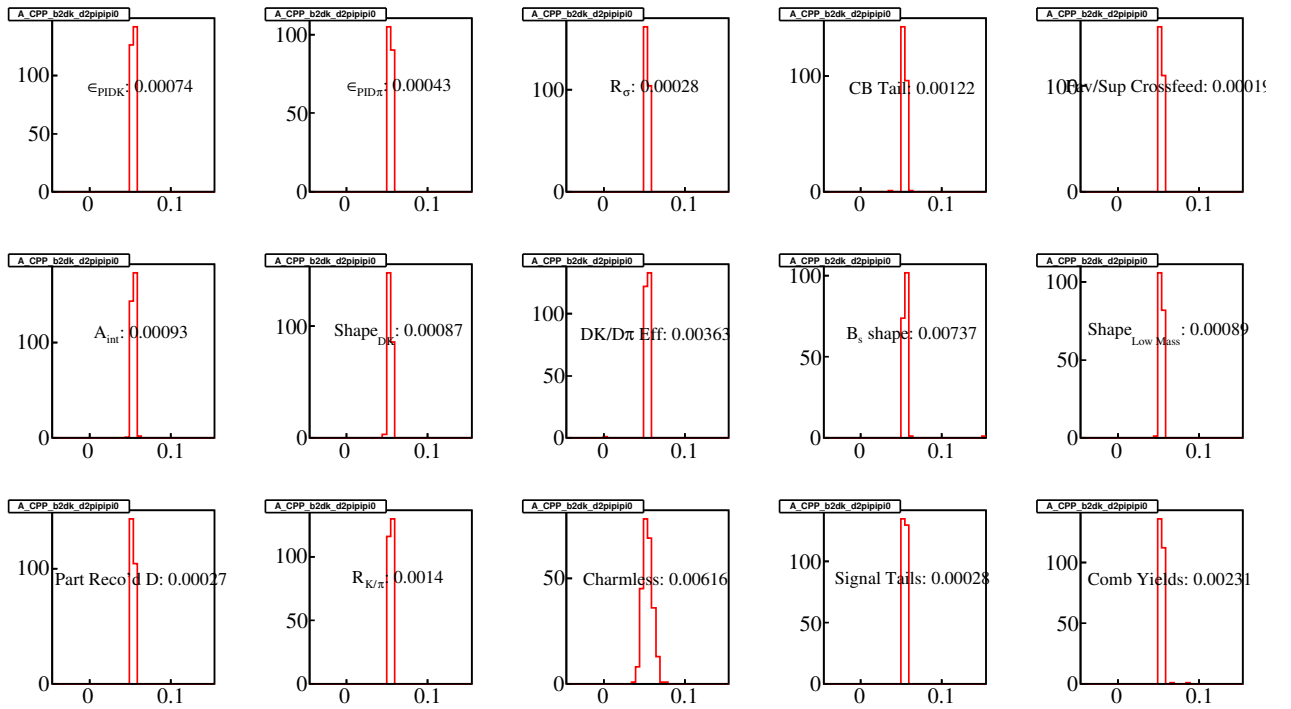 A_CPP_b2dk_d2pipipi0 A_CPP_b2dk_d2pipipi0 A_CPP_b2dk_d2pipipi0 A_CPP_b2dk_d2pipipi0 A_CPP_b2dk_d2pipipi0
100 50 0 0 0.1 ϵPIDK: 0.00074
100 50 0 0 0.1 ϵPIDπ: 0.00043
100 0 0 0.1 Rσ: 0.00028
100 0 0 0.1 CB Tail: 0.00122
100 0 0 0.1 Fav/Sup Crossfeed: 0.00019
A_CPP_b2dk_d2pipipi0 A_CPP_b2dk_d2pipipi0 A_CPP_b2dk_d2pipipi0 A_CPP_b2dk_d2pipipi0 A_CPP_b2dk_d2pipipi0
100 0 0 0.1 Aint: 0.00093
100 0 0 0.1 ShapeDK: 0.00087
100 50 0 0 0.1 DK/Dπ Eff: 0.00363
100 50 0 0 0.1 Bs shape: 0.00737
100 50 0 0 0.1 ShapeLow Mass: 0.00089
A_CPP_b2dk_d2pipipi0 A_CPP_b2dk_d2pipipi0 A_CPP_b2dk_d2pipipi0 A_CPP_b2dk_d2pipipi0 A_CPP_b2dk_d2pipipi0
100 0 0 0.1 Part Reco'd D: 0.00027
100 50 0 0 0.1 RK/π: 0.0014
50 0 0 0.1 Charmless: 0.00616
100 50 0 0 0.1 Signal Tails: 0.00028
100 50 0 0 0.1 Comb Yields: 0.00231